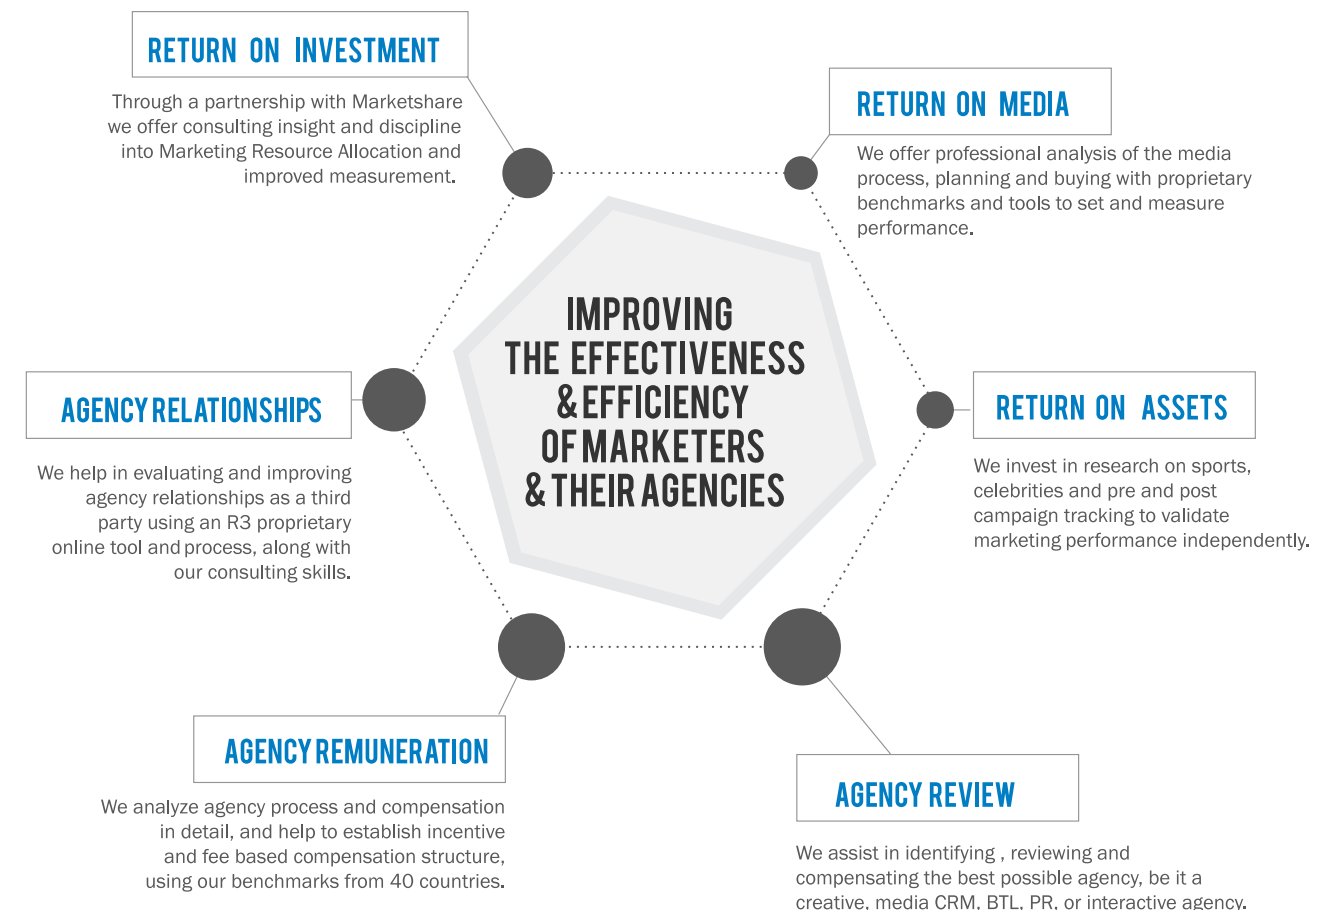 RETURN ON INVESTMENT
Through a partnership with Marketshare
we offer consulting insight and discipline
into Marketing Resource Allocation and
improved measurement.
RETURN ON MEDIA
We offer professional analysis of the media
process, planning and buying with proprietary
benchmarks and tools to set and measure
performance.
IMPROVING
THE EFFECTIVENESS
& EFFICIENCY
OF MARKETERS
& THEIR AGENCIES
AGENCY RELATIONSHIPS
We help in evaluating and improving
agency relationships as a third
party using an R3 proprietary
online tool and process, along with
our consulting skills.
RETURN ON ASSETS
We invest in research on sports,
celebrities and pre and post
campaign tracking to validate
marketing performance independently.
AGENCY REMUNERATION
We analyze agency process and compensation
in detail, and help to establish incentive
and fee based compensation structure,
using our benchmarks from 40 countries.
AGENCY REVIEW
We assist in identifying , reviewing and
compensating the best possible agency, be it a
creative, media CRM, BTL, PR, or interactive agency.